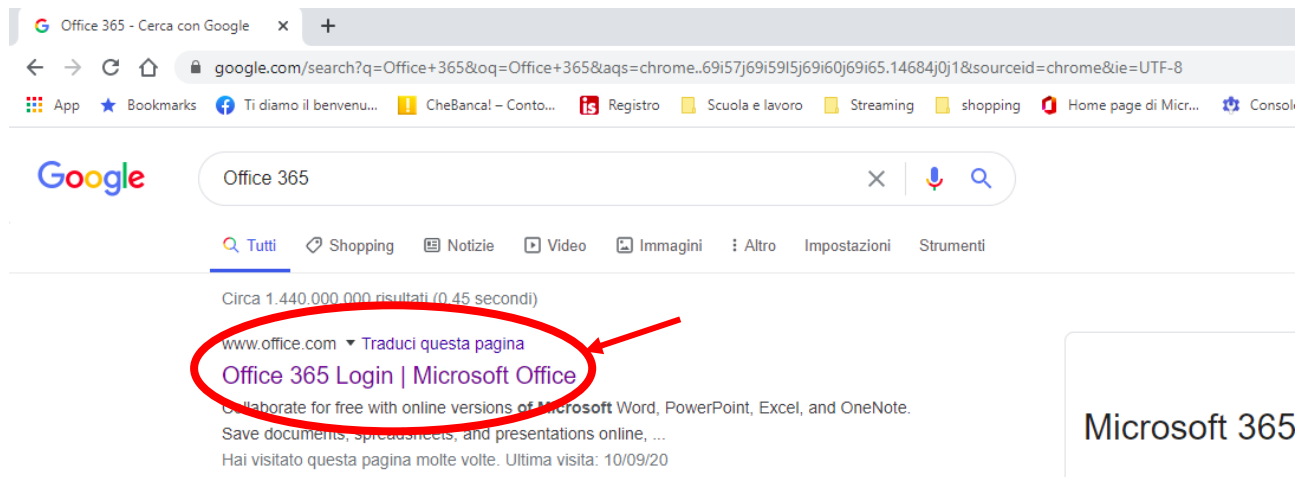 Office 365 - Cerca con Google
google.com/search?q=Office+365&oq=Office+365&aqs=chrome..69i57j69i59l5j69i60j69i65.14684j0j1&sourceid=chrome&ie=UTF-8
App Bookmarks Ti diamo il benvenu... CheBanca! – Conto... is Registro Scuola e lavoro Streaming shopping Home page di Micr... Console
Google Office 365
Tutti Shopping Notizie Video Immagini Altro Impostazioni Strumenti
Circa 1.440.000.000 risultati (0,45 secondi)
www.office.com Traduci questa pagina
Office 365 Login | Microsoft Office
Collaborate for free with online versions of Microsoft Word, PowerPoint, Excel, and OneNote.
Save documents, spreadsheets, and presentations online, ...
Hai visitato questa pagina molte volte. Ultima visita: 10/09/20
Microsoft 365